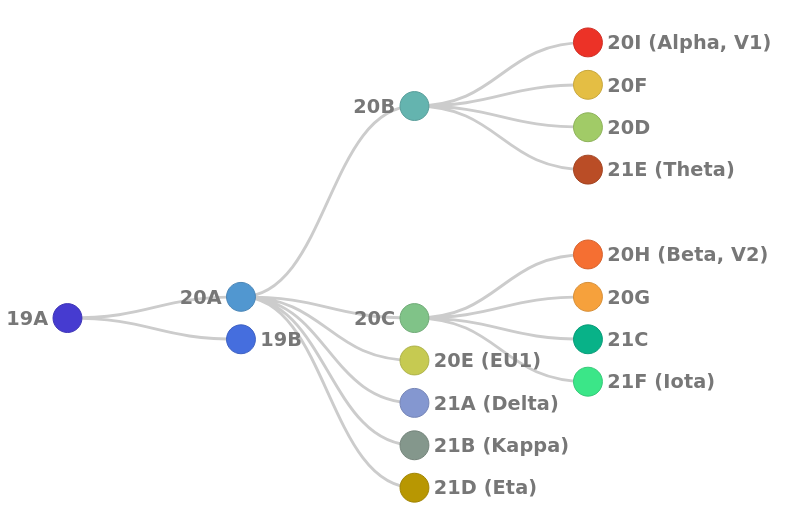 20I (Alpha, V1)
20F
20B
20D
21E (Theta)
20H (Beta, V2)
20A
20G
19A
20C
19B
21C
20E (EU1)
21F (Iota)
21A (Delta)
21B (Kappa)
21D (Eta)